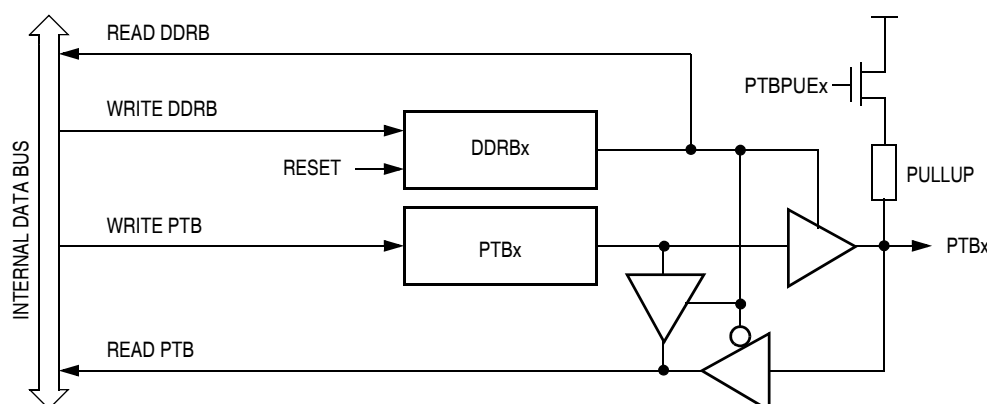 READ DDRB
PTBPUEx
WRITE DDRB
DDRBx
RESET
PULLUP
WRITE PTB
PTBx
PTBx
INTERNAL DATA BUS
READ PTB